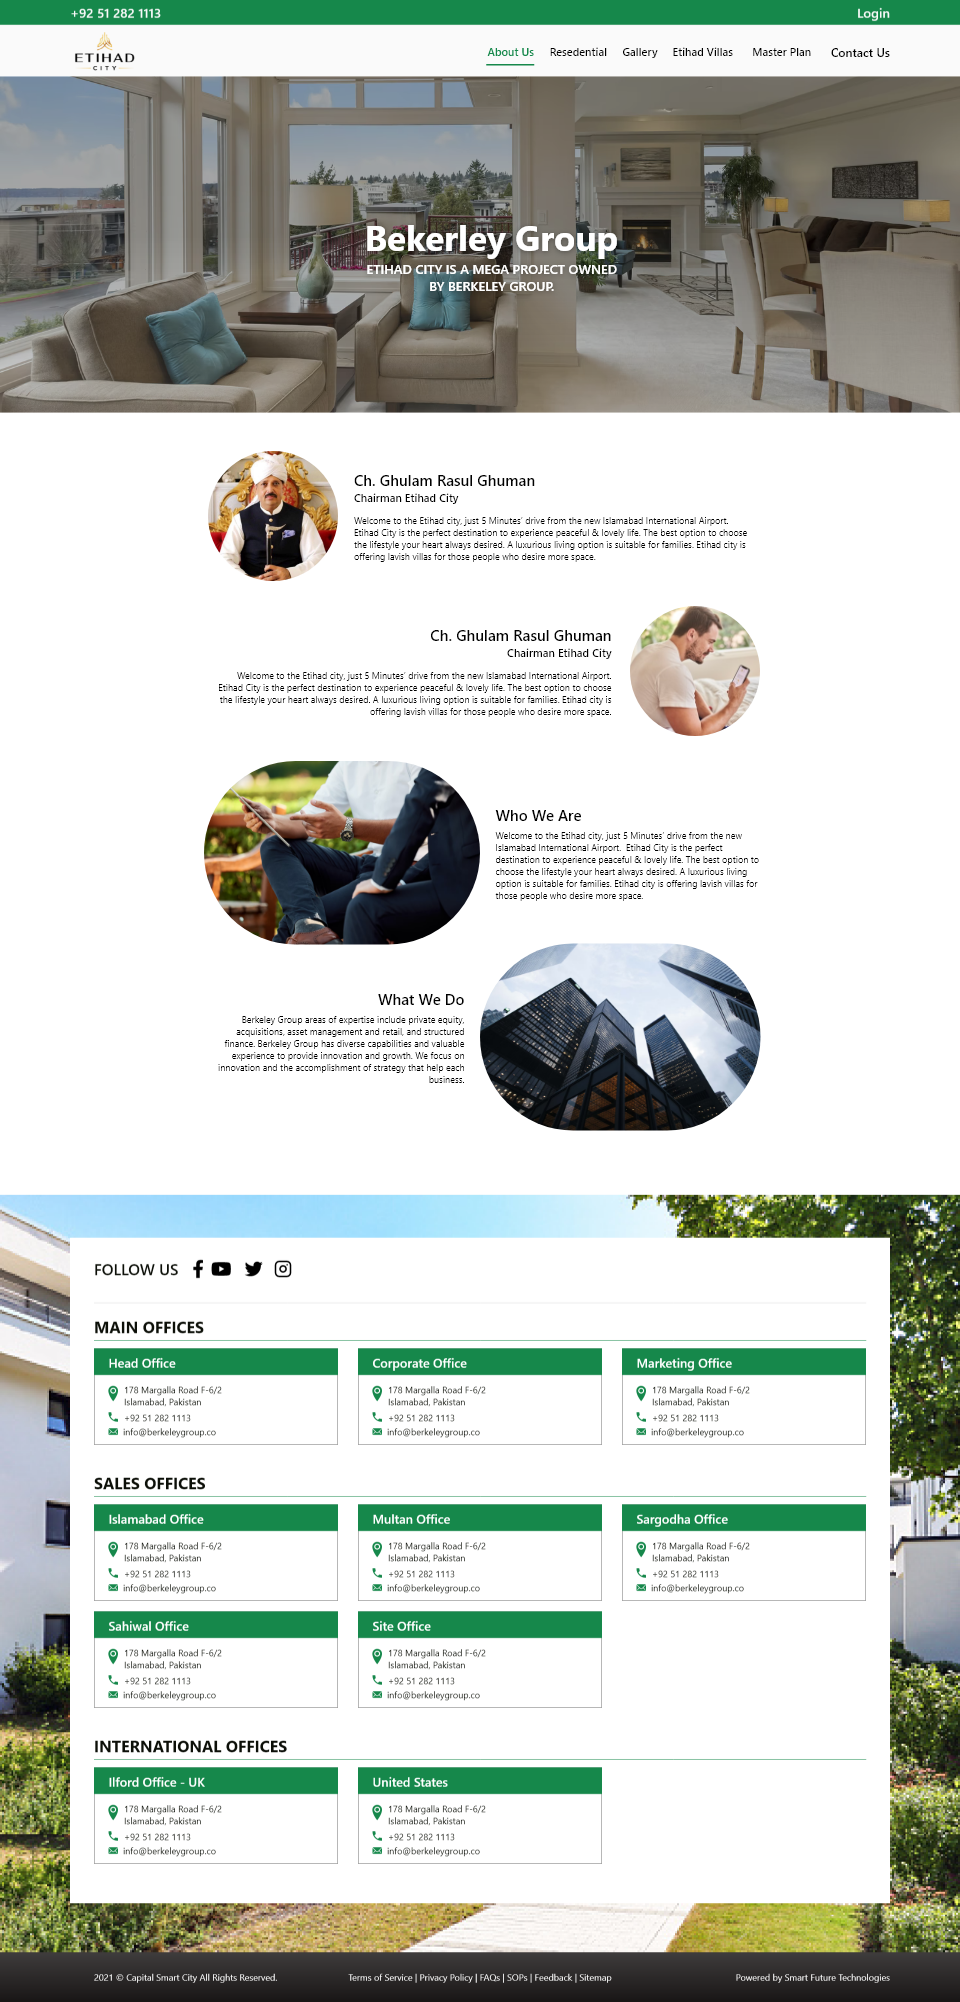 +92 51 282 1113
Login
ETIHAD
CITY
About Us Resedential Gallery Etihad Villas Master Plan Contact Us
Bekerley Group
ETIHAD CITY IS A MEGA PROJECT OWNED
BY BERKELEY GROUP.
Ch. Ghulam Rasul Ghuman
Chairman Etihad City
Welcome to the Etihad city, just 5 Minutes' drive from the new Islamabad International Airport.
Etihad City is the perfect destination to experience peaceful & lovely life. The best option to choose
the lifestyle your heart always desired. A luxurious living option is suitable for families. Etihad city is
offering lavish villas for those people who desire more space.
Ch. Ghulam Rasul Ghuman
Chairman Etihad City
Welcome to the Etihad city, just 5 Minutes' drive from the new Islamabad International Airport.
Etihad City is the perfect destination to experience peaceful & lovely life. The best option to choose
the lifestyle your heart always desired. A luxurious living option is suitable for families. Etihad city is
offering lavish villas for those people who desire more space.
Who We Are
Welcome to the Etihad city, just 5 Minutes' drive from the new
Islamabad International Airport. Etihad City is the perfect
destination to experience peaceful & lovely life. The best option to
choose the lifestyle your heart always desired. A luxurious living
option is suitable for families. Etihad city is offering lavish villas for
those people who desire more space.
What We Do
Berkeley Group areas of expertise include private equity,
acquisitions, asset management and retail, and structured
finance. Berkeley Group has diverse capabilities and valuable
experience to provide innovation and growth. We focus on
innovation and the accomplishment of strategy that help each
business.
FOLLOW US
MAIN OFFICES
Head Office
178 Margalla Road F-6/2
Islamabad, Pakistan
+92 51 282 1113
info@berkeleygroup.co
Corporate Office
178 Margalla Road F-6/2
Islamabad, Pakistan
+92 51 282 1113
info@berkeleygroup.co
Marketing Office
178 Margalla Road F-6/2
Islamabad, Pakistan
+92 51 282 1113
info@berkeleygroup.co
SALES OFFICES
Islamabad Office
178 Margalla Road F-6/2
Islamabad, Pakistan
+92 51 282 1113
info@berkeleygroup.co
Multan Office
178 Margalla Road F-6/2
Islamabad, Pakistan
+92 51 282 1113
info@berkeleygroup.co
Sargodha Office
178 Margalla Road F-6/2
Islamabad, Pakistan
+92 51 282 1113
info@berkeleygroup.co
Sahiwal Office
178 Margalla Road F-6/2
Islamabad, Pakistan
+92 51 282 1113
info@berkeleygroup.co
Site Office
178 Margalla Road F-6/2
Islamabad, Pakistan
+92 51 282 1113
info@berkeleygroup.co
INTERNATIONAL OFFICES
Ilford Office - UK
178 Margalla Road F-6/2
Islamabad, Pakistan
+92 51 282 1113
info@berkeleygroup.co
United States
178 Margalla Road F-6/2
Islamabad, Pakistan
+92 51 282 1113
info@berkeleygroup.co
2021 © Capital Smart City All Rights Reserved.
Terms of Service | Privacy Policy | FAQs | SOPs | Feedback | Sitemap
Powered by Smart Future Technologies